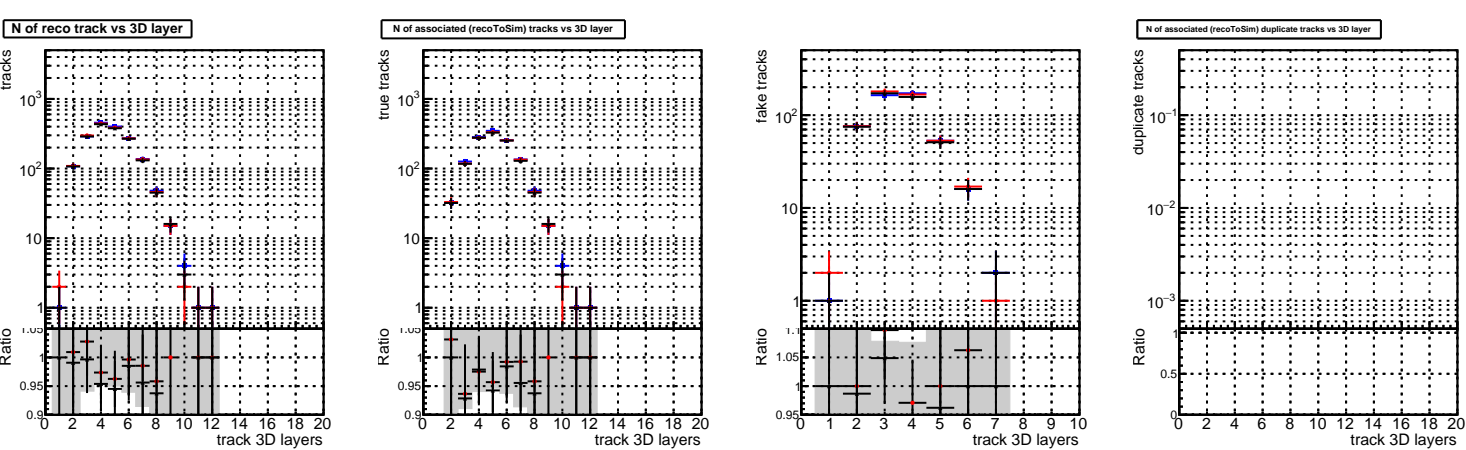 N of reco track vs 3D layer
tracks
10³
10²
10
1
Ratio
1.05
1
0.95
0.9
0 2 4 6 8 10 12 14 16 18 20
track 3D layers
N of associated (recoToSim) tracks vs 3D layer
true tracks
10³
10²
10
1
Ratio
1.05
1
0.95
0.9
0 2 4 6 8 10 12 14 16 18 20
track 3D layers
fake tracks
10²
10
1
Ratio
1.1
1.05
1
0.95
0 1 2 3 4 5 6 7 8 9 10
track 3D layers
N of associated (recoToSim) duplicate tracks vs 3D layer
duplicate tracks
10⁻¹
10⁻²
10⁻³
Ratio
1
0.5
0
0 2 4 6 8 10 12 14 16 18 20
track 3D layers